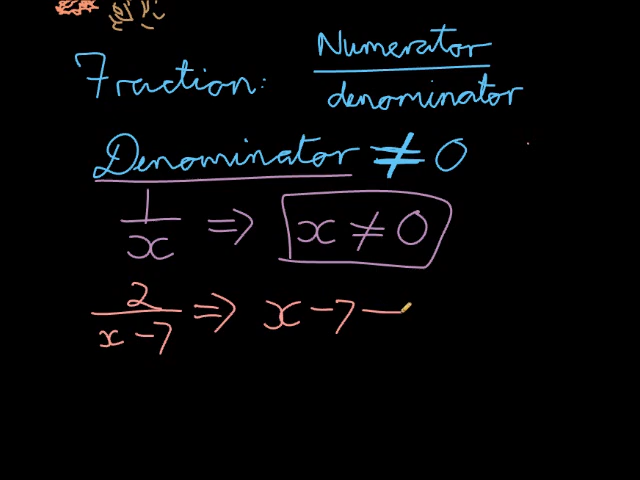 Fraction: Numerator / denominator
Denominator ≠ 0
1/x ⇒ x ≠ 0
2/(x-7) ⇒ x-7-